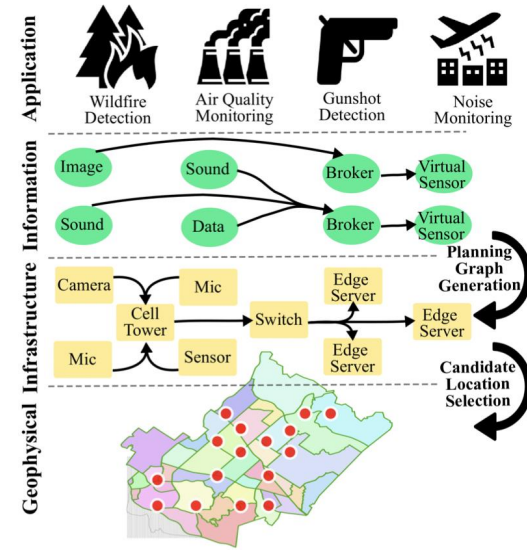 Application
Wildfire
Detection
Air Quality
Monitoring
Gunshot
Detection
Noise
Monitoring
Information
Image
Sound
Broker
Virtual
Sensor
Sound
Data
Broker
Virtual
Sensor
Planning
Graph
Generation
Infrastructure
Camera
Mic
Cell
Tower
Switch
Edge
Server
Edge
Server
Mic
Sensor
Edge
Server
Candidate
Location
Selection
Geophysical